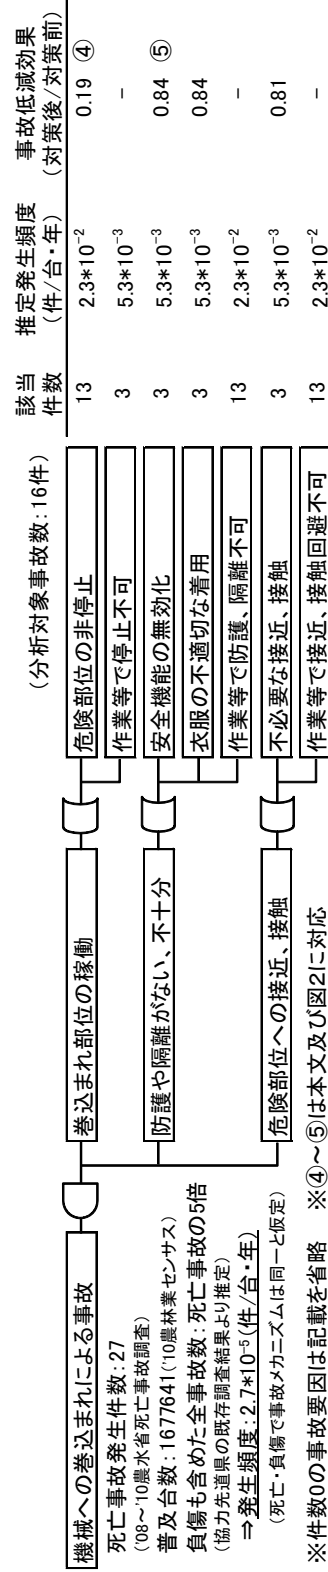 (分析対象事故数:16件)
該当件数
推定発生頻度
(件/台・年)
事故低減効果
(対策後/対策前)
機械への巻込まれによる事故
死亡事故発生件数:27
('08~'10農水省死亡事故調査)
普及台数:1677641('10農林業センサス)
負傷も含めた全事故数:死亡事故の5倍
(協力先道県の既存調査結果より推定)
⇒発生頻度:2.7*10⁻⁵(件/台・年)
(死亡・負傷で事故メカニズムは同一と仮定)
巻込まれ部位の稼働
危険部位の非停止 13 2.3*10⁻² 0.19 ④
作業等で停止不可 3 5.3*10⁻³ -
防護や隔離がない、不十分
安全機能の無効化 3 5.3*10⁻³ 0.84 ⑤
衣服の不適切な着用 3 5.3*10⁻³ 0.84
作業等で防護、隔離不可 13 2.3*10⁻² -
危険部位への接近、接触
不必要な接近、接触 3 5.3*10⁻³ 0.81
作業等で接近、接触回避不可 13 2.3*10⁻² -
※件数0の事故要因は記載を省略 ※④~⑤は本文及び図2に対応